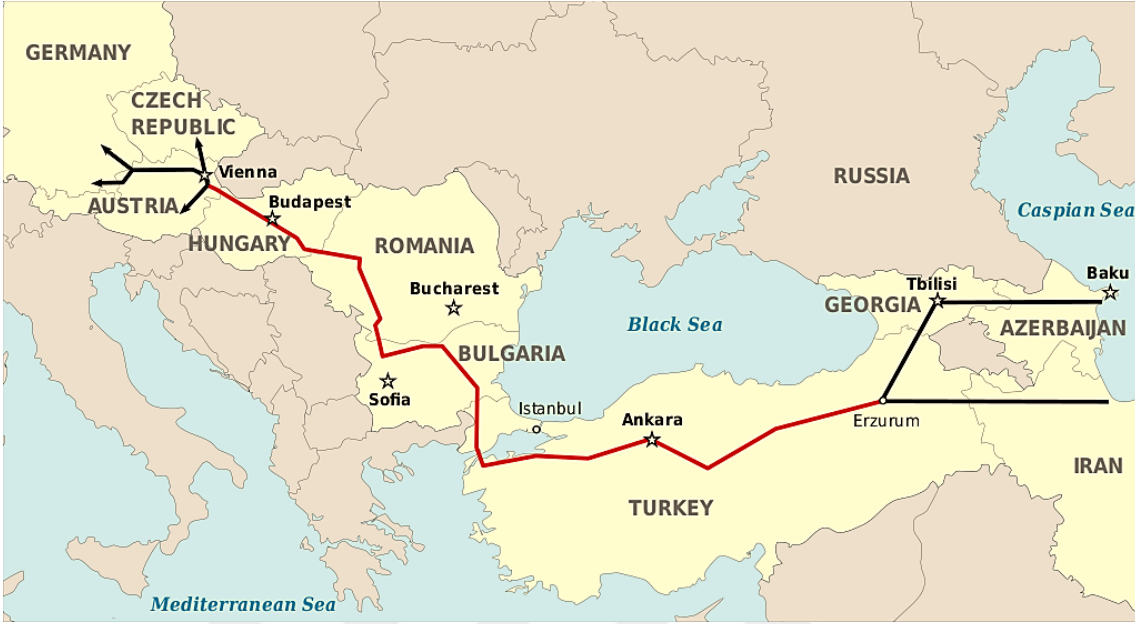 GERMANY
CZECH
REPUBLIC
Vienna
RUSSIA
AUSTRIA
Budapest
Caspian Sea
HUNGARY
ROMANIA
Baku
Tbilisi
Bucharest
GEORGIA
Black Sea
AZERBAIJAN
BULGARIA
Sofia
Istanbul
Ankara
Erzurum
IRAN
TURKEY
Mediterranean Sea